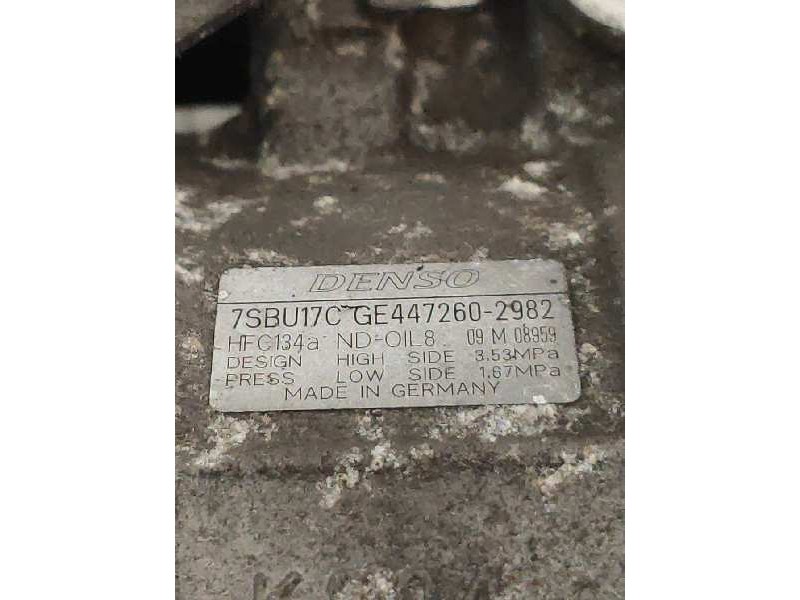 DENSO
7SBU17C GE447260-2982
HFC134a ND-OIL8 09 M 08959
DESIGN HIGH SIDE 3.53MPa
PRESS LOW SIDE 1.67MPa
MADE IN GERMANY